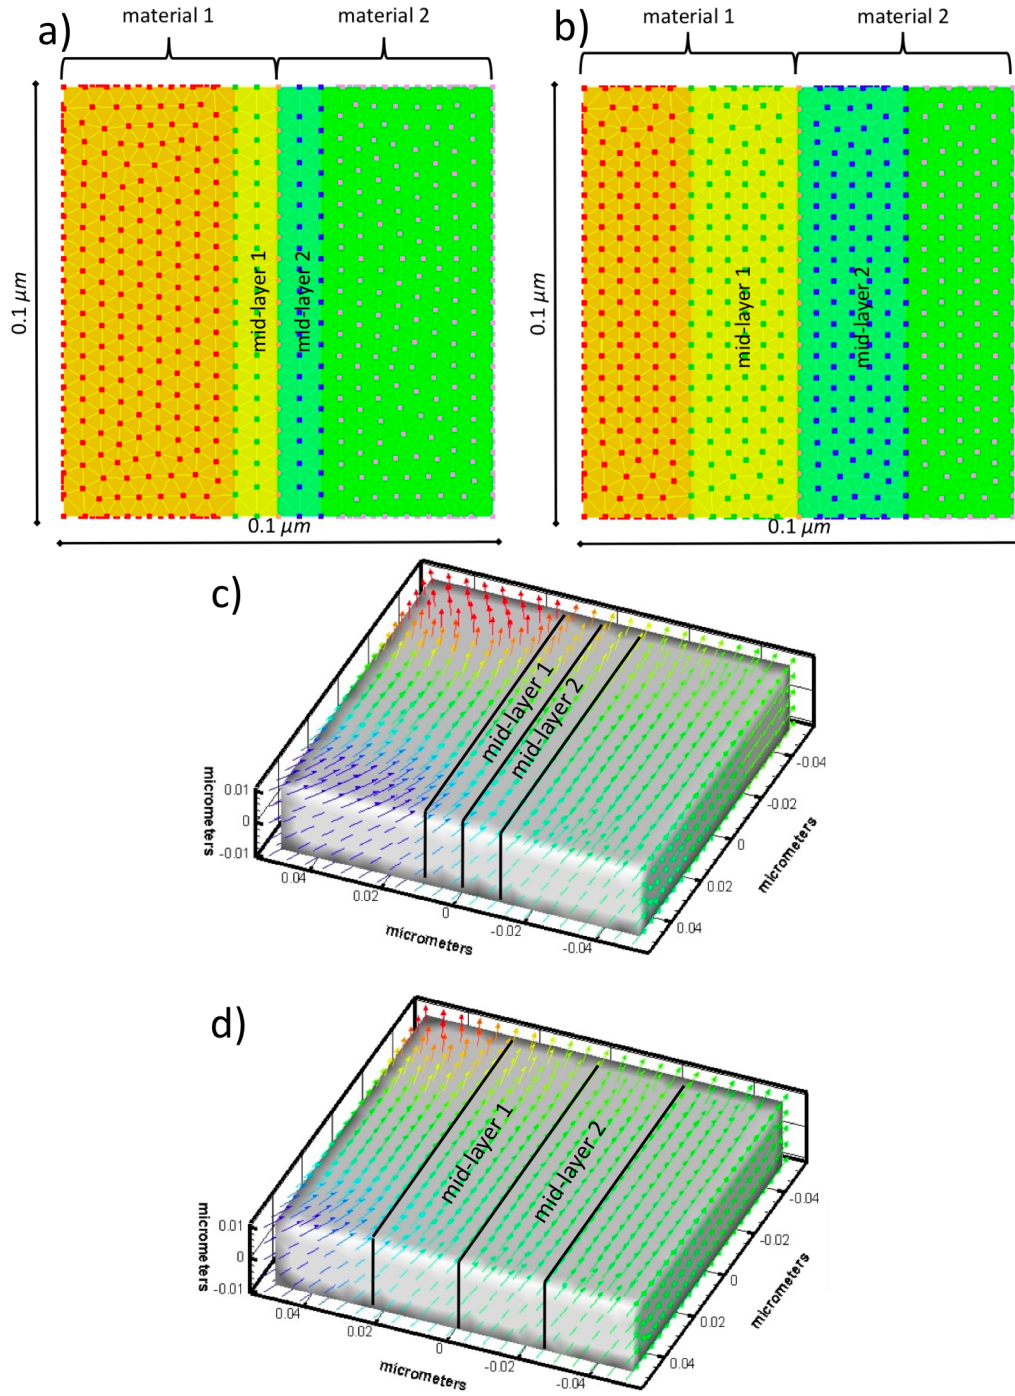 a)
material 1
material 2
mid-layer 1
mid-layer 2
0.1 μm
0.1 μm
b)
material 1
material 2
mid-layer 1
mid-layer 2
0.1 μm
0.1 μm
c)
mid-layer 1
mid-layer 2
micrometers
0.01
0
-0.01
0.04
0.02
0
-0.02
-0.04
micrometers
-0.04
-0.02
0
0.02
0.04
micrometers
d)
mid-layer 1
mid-layer 2
micrometers
0.01
0
-0.01
0.04
0.02
0
-0.02
-0.04
micrometers
-0.04
-0.02
0
0.02
0.04
micrometers